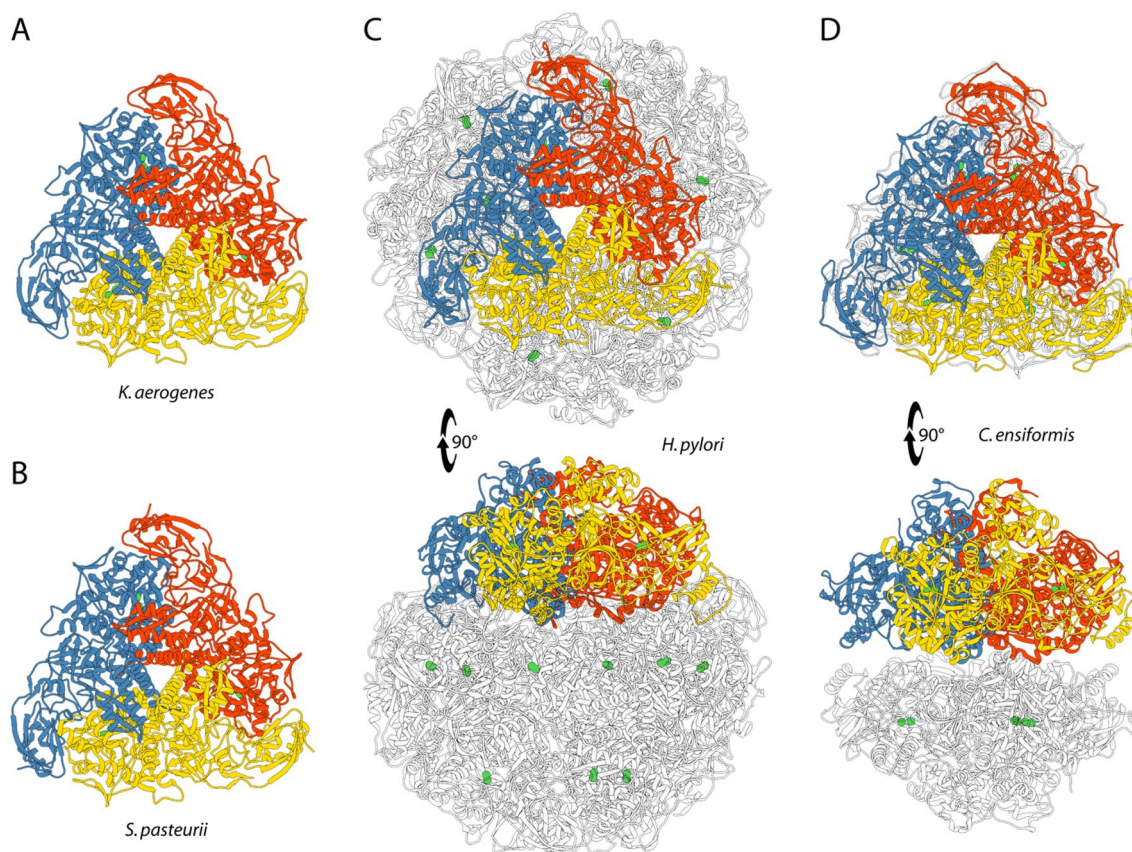 A
C
D
K. aerogenes
90°
H. pylori
90°
C. ensiformis
B
S. pasteurii